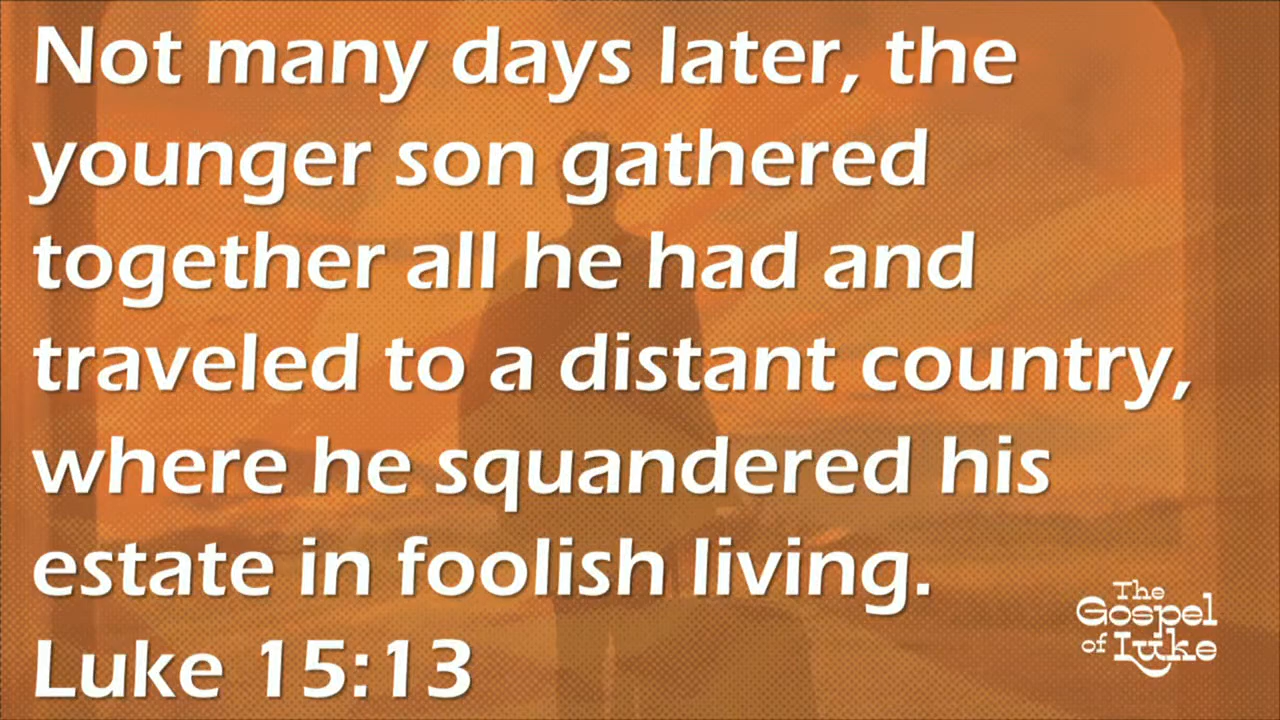 Not many days later, the
younger son gathered
together all he had and
traveled to a distant country,
where he squandered his
estate in foolish living.
Luke 15:13
The
Gospel
of Luke